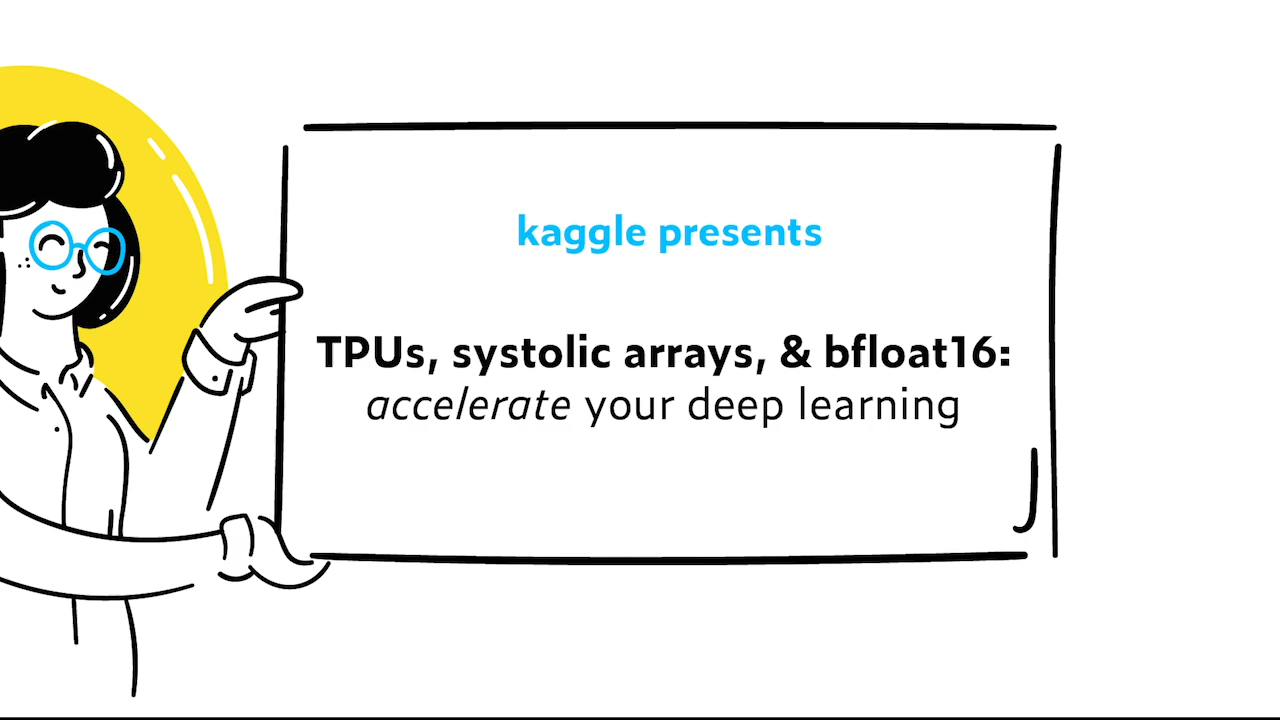 kaggle presents
TPUs, systolic arrays, & bfloat16:
accelerate your deep learning